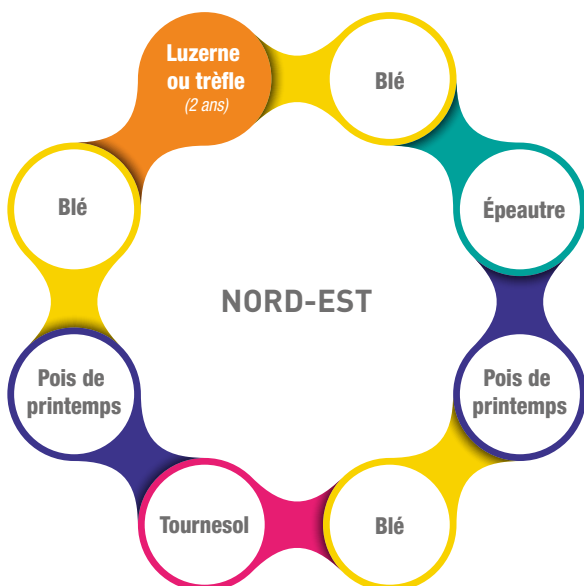 Luzerne
ou trèfle
(2 ans)
Blé
Blé
Épeautre
NORD-EST
Pois de
printemps
Pois de
printemps
Tournesol
Blé